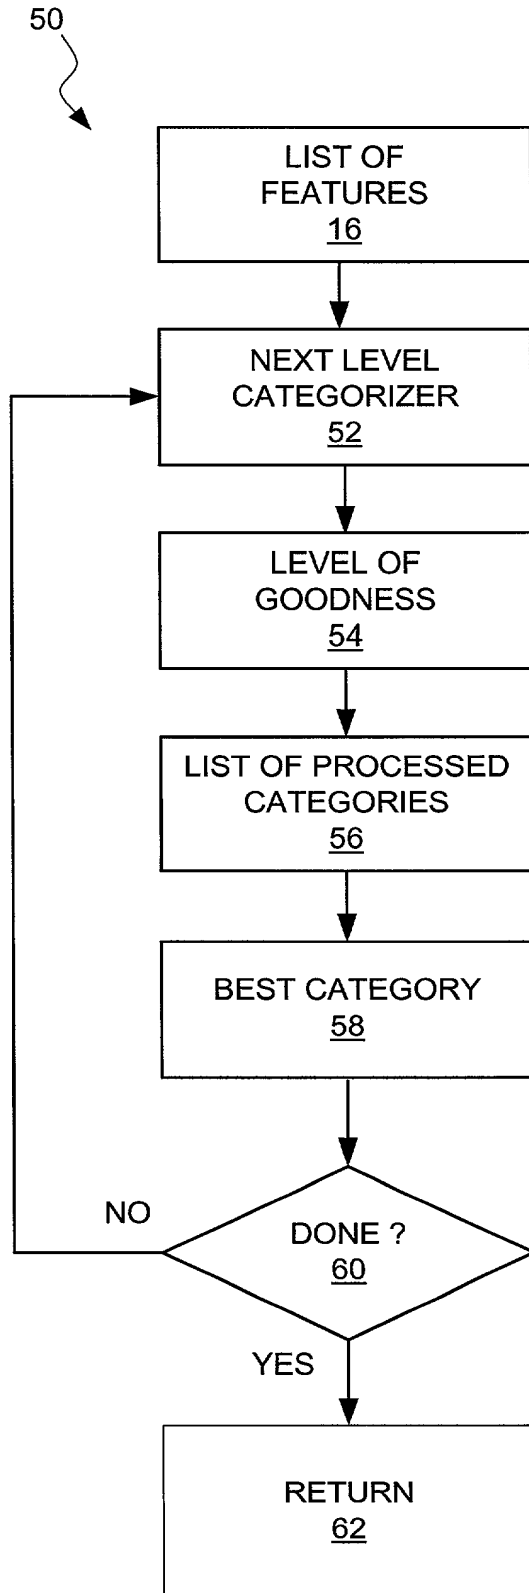 50
LIST OF
FEATURES
16
NEXT LEVEL
CATEGORIZER
52
LEVEL OF
GOODNESS
54
LIST OF PROCESSED
CATEGORIES
56
BEST CATEGORY
58
NO
DONE ?
60
YES
RETURN
62